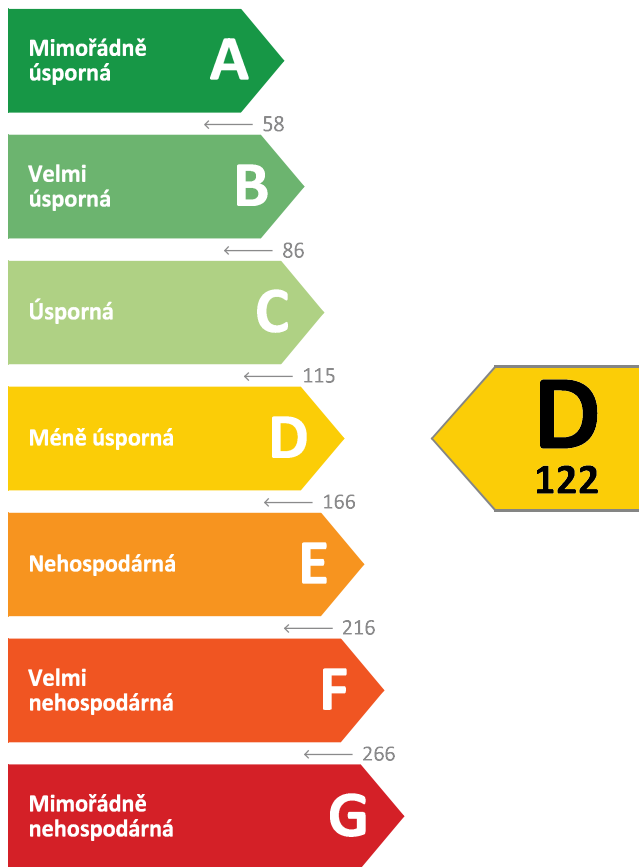 Mimořádně
úsporná
A
58
Velmi
úsporná
B
86
Úsporná
C
115
Méně úsporná
D
166
Nehospodárná
E
216
Velmi
nehospodárná
F
266
Mimořádně
nehospodárná
G
D
122